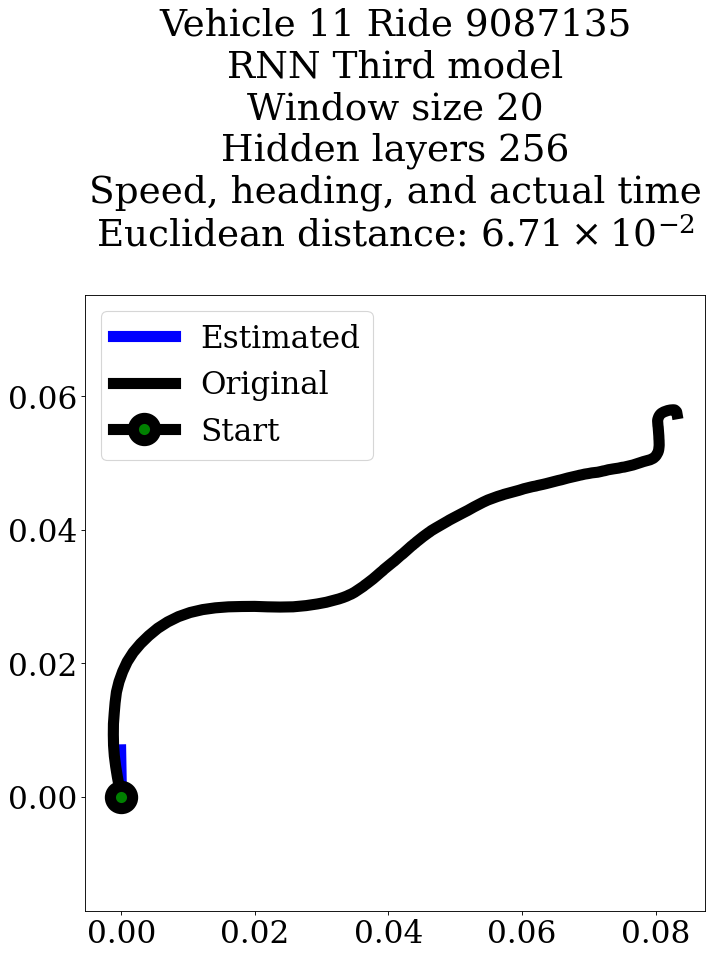 Vehicle 11 Ride 9087135
RNN Third model
Window size 20
Hidden layers 256
Speed, heading, and actual time
Euclidean distance: 6.71 × 10⁻²
Estimated
Original
Start
0.06
0.04
0.02
0.00
0.00 0.02 0.04 0.06 0.08